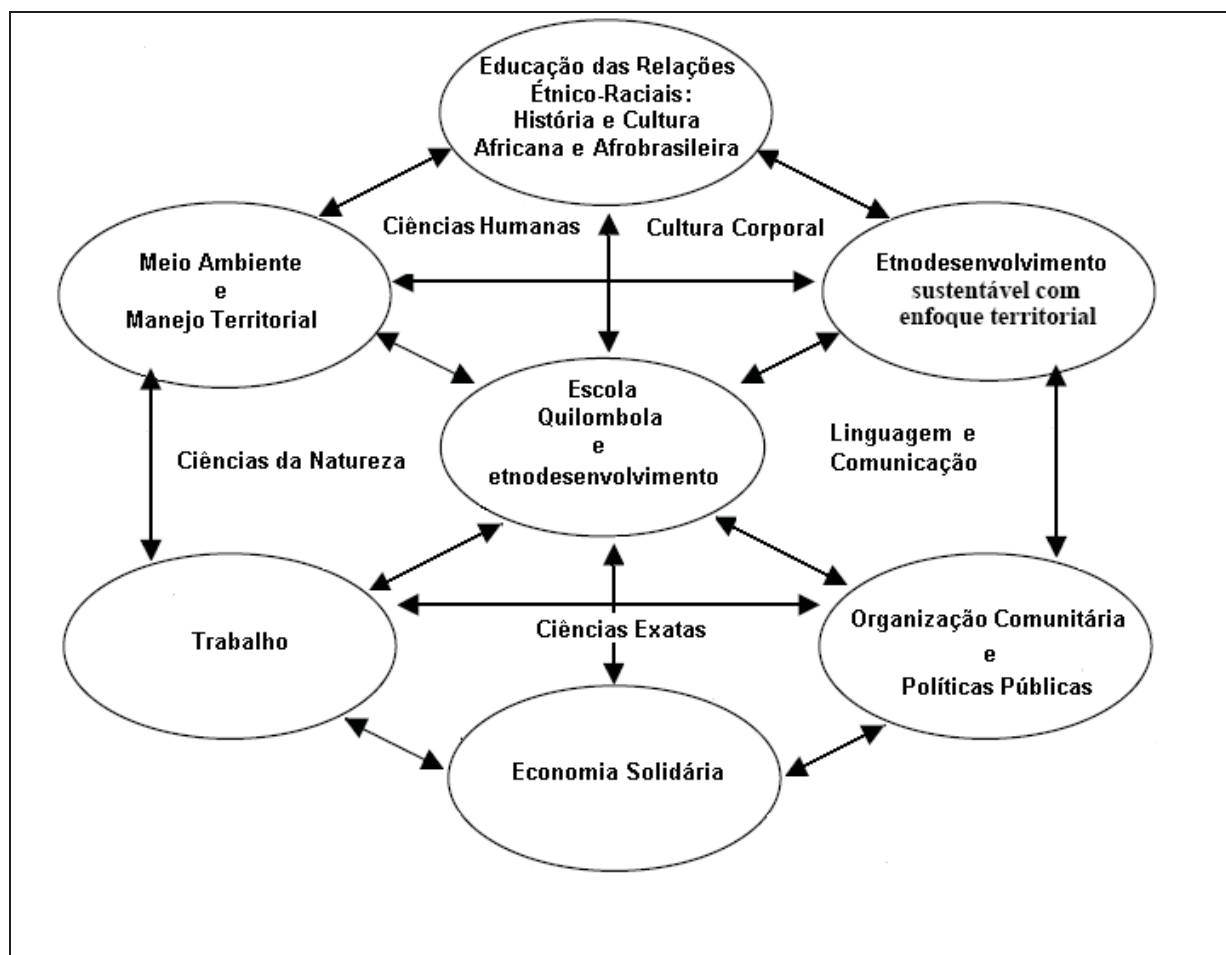 Educação das Relações
Étnico-Raciais:
História e Cultura
Africana e Afrobrasileira
Ciências Humanas
Cultura Corporal
Meio Ambiente
e
Manejo Territorial
Etnodesenvolvimento
sustentável com
enfoque territorial
Escola
Quilombola
e
etnodesenvolvimento
Ciências da Natureza
Linguagem e
Comunicação
Trabalho
Ciências Exatas
Organização Comunitária
e
Políticas Públicas
Economia Solidária